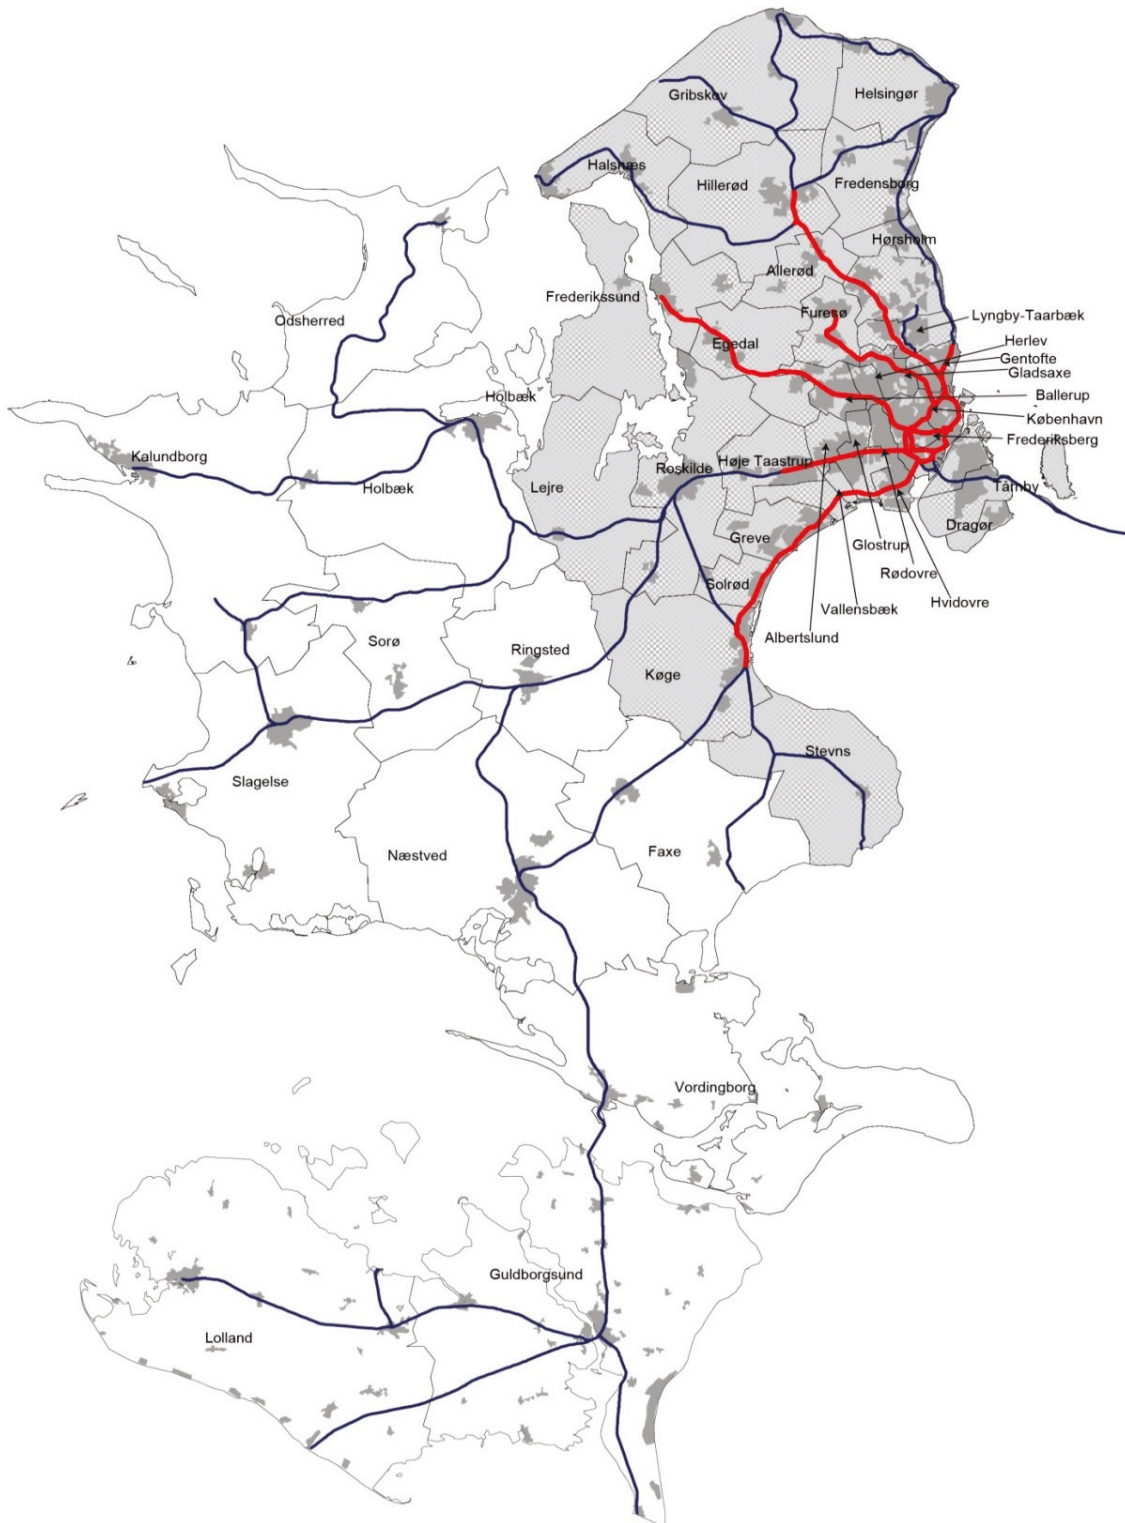 Gribskov
Helsingør
Halsnæs
Hillerød
Fredensborg
Hørsholm
Allerød
Frederikssund
Furesø
Lyngby-Taarbæk
Odsherred
Egedal
Herlev
Gentofte
Gladsaxe
Ballerup
Holbæk
København
Frederiksberg
Kalundborg
Roskilde
Høje Taastrup
Holbæk
Lejre
Tårnby
Dragør
Greve
Glostrup
Rødovre
Solrød
Hvidovre
Vallensbæk
Albertslund
Sorø
Ringsted
Køge
Stevns
Slagelse
Næstved
Faxe
Vordingborg
Guldborgsund
Lolland